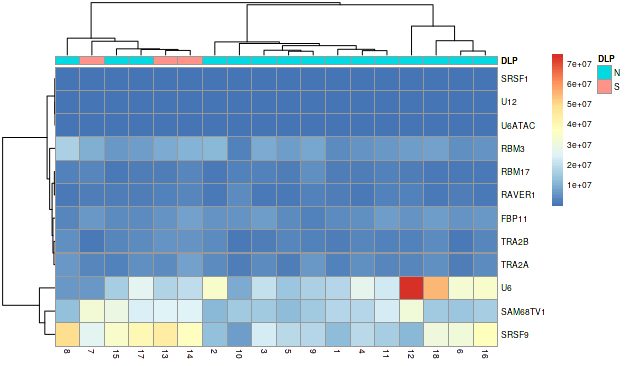 DLP
SRSF1
U12
U6ATAC
RBM3
RBM17
RAVER1
FBP11
TRA2B
TRA2A
U6
SAM68TV1
SRSF9
8 7 15 17 13 14 2 10 3 5 9 1 4 11 12 18 6 16
7e+07
6e+07
5e+07
4e+07
3e+07
2e+07
1e+07
DLP
N
S